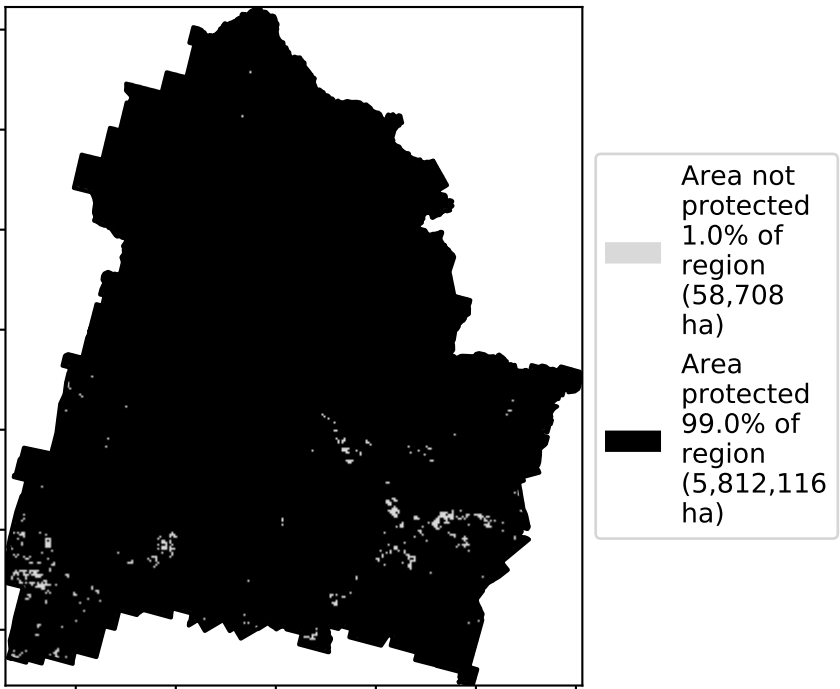 Area not
protected
1.0% of
region
(58,708
ha)
Area
protected
99.0% of
region
(5,812,116
ha)